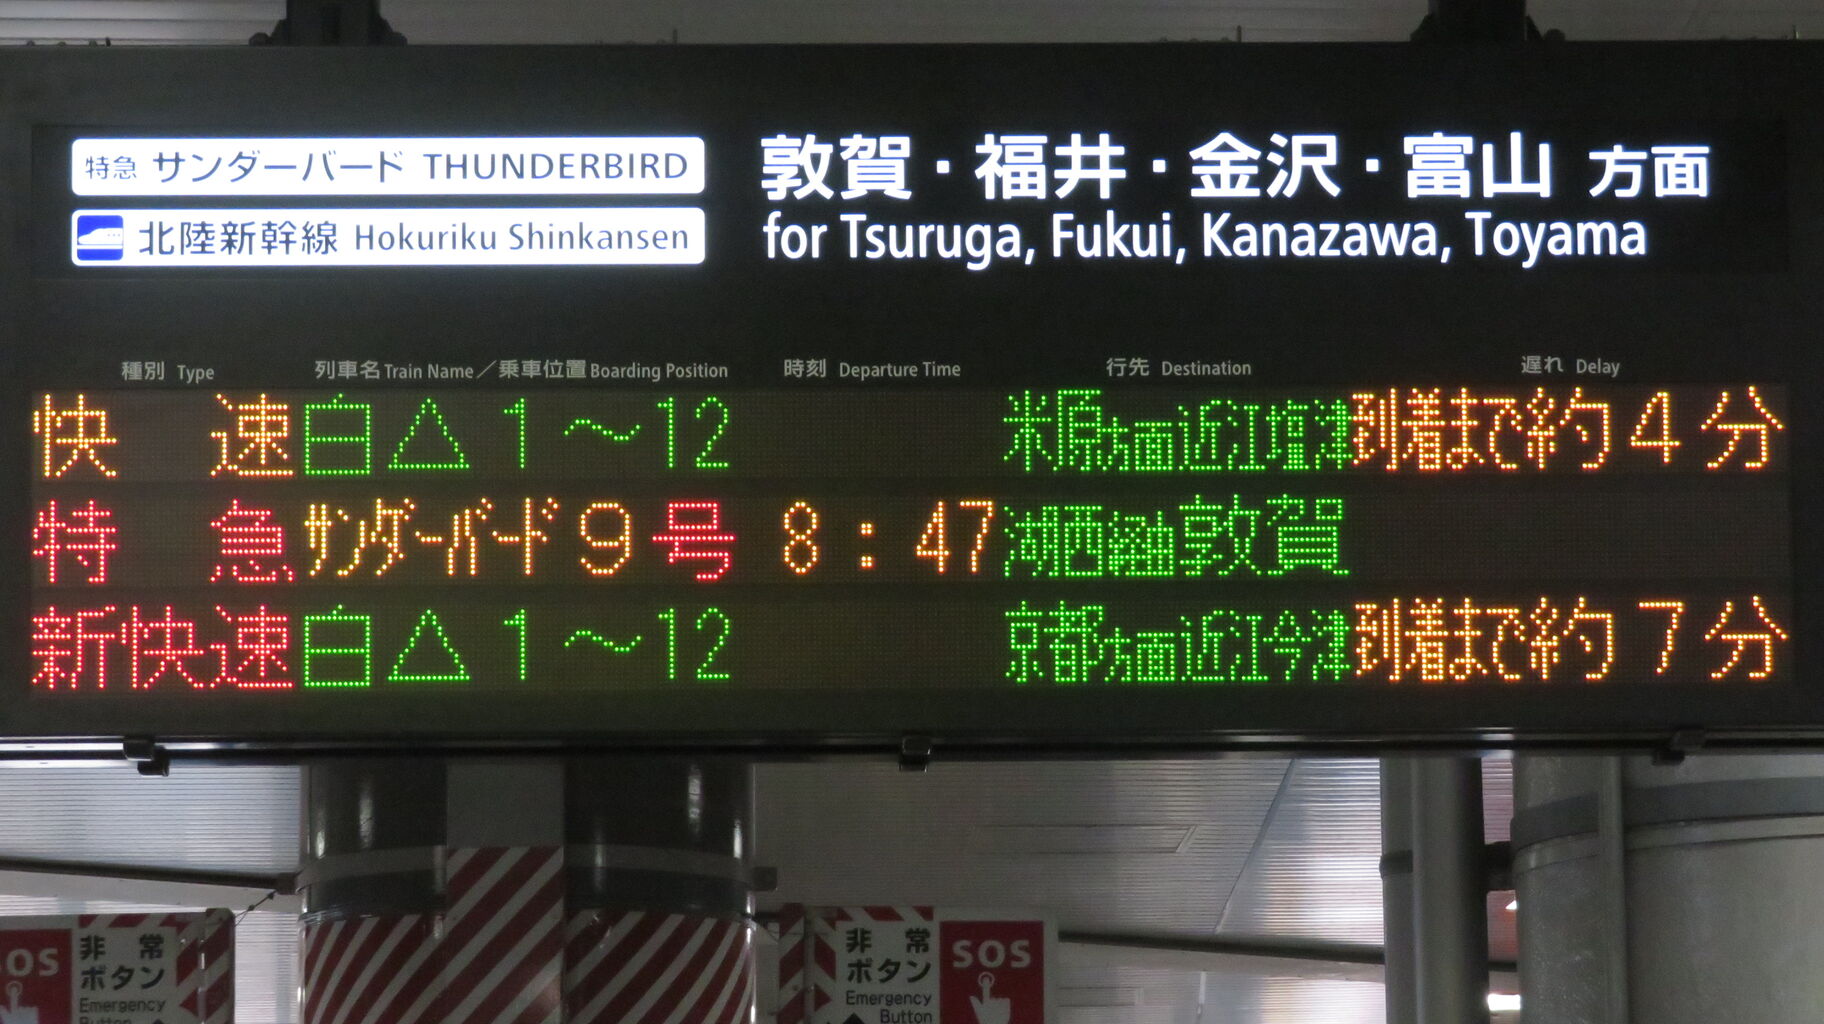 特急 サンダーバード THUNDERBIRD
北陸新幹線 Hokuriku Shinkansen
敦賀・福井・金沢・富山 方面
for Tsuruga, Fukui, Kanazawa, Toyama
種別 Type 列車名 Train Name／乗車位置 Boarding Position 時刻 Departure Time 行先 Destination 遅れ Delay
快速 白△1～12 米原方面近江塩津 到着まで約4分
特急 サンダーバード9号 8:47 湖西経由敦賀
新快速 白△1～12 京都方面近江今津 到着まで約7分
SOS 非常
ボタン
Emergency
Button
非常
ボタン
Emergency
Button
SOS